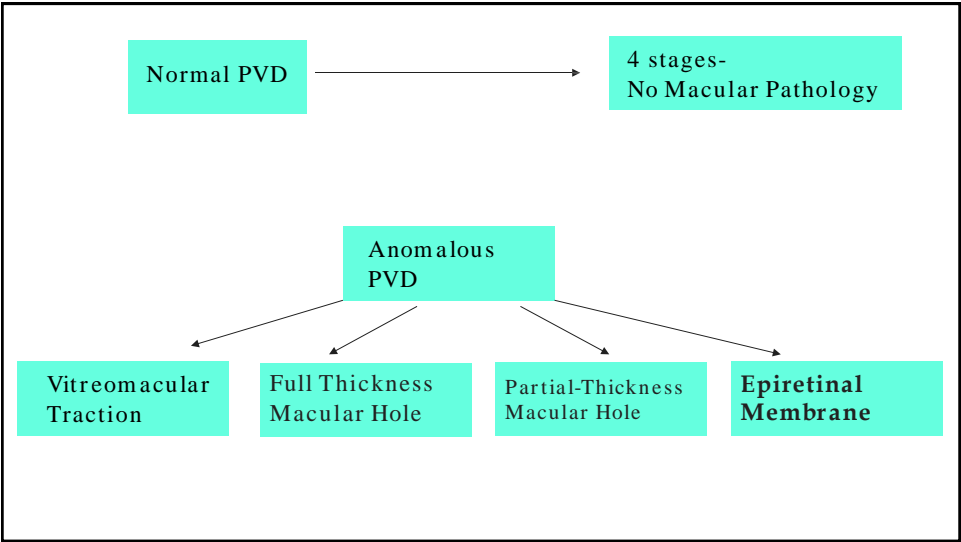 Normal PVD
4 stages-
No Macular Pathology
Anomalous
PVD
Vitreomacular
Traction
Full Thickness
Macular Hole
Partial-Thickness
Macular Hole
Epiretinal
Membrane